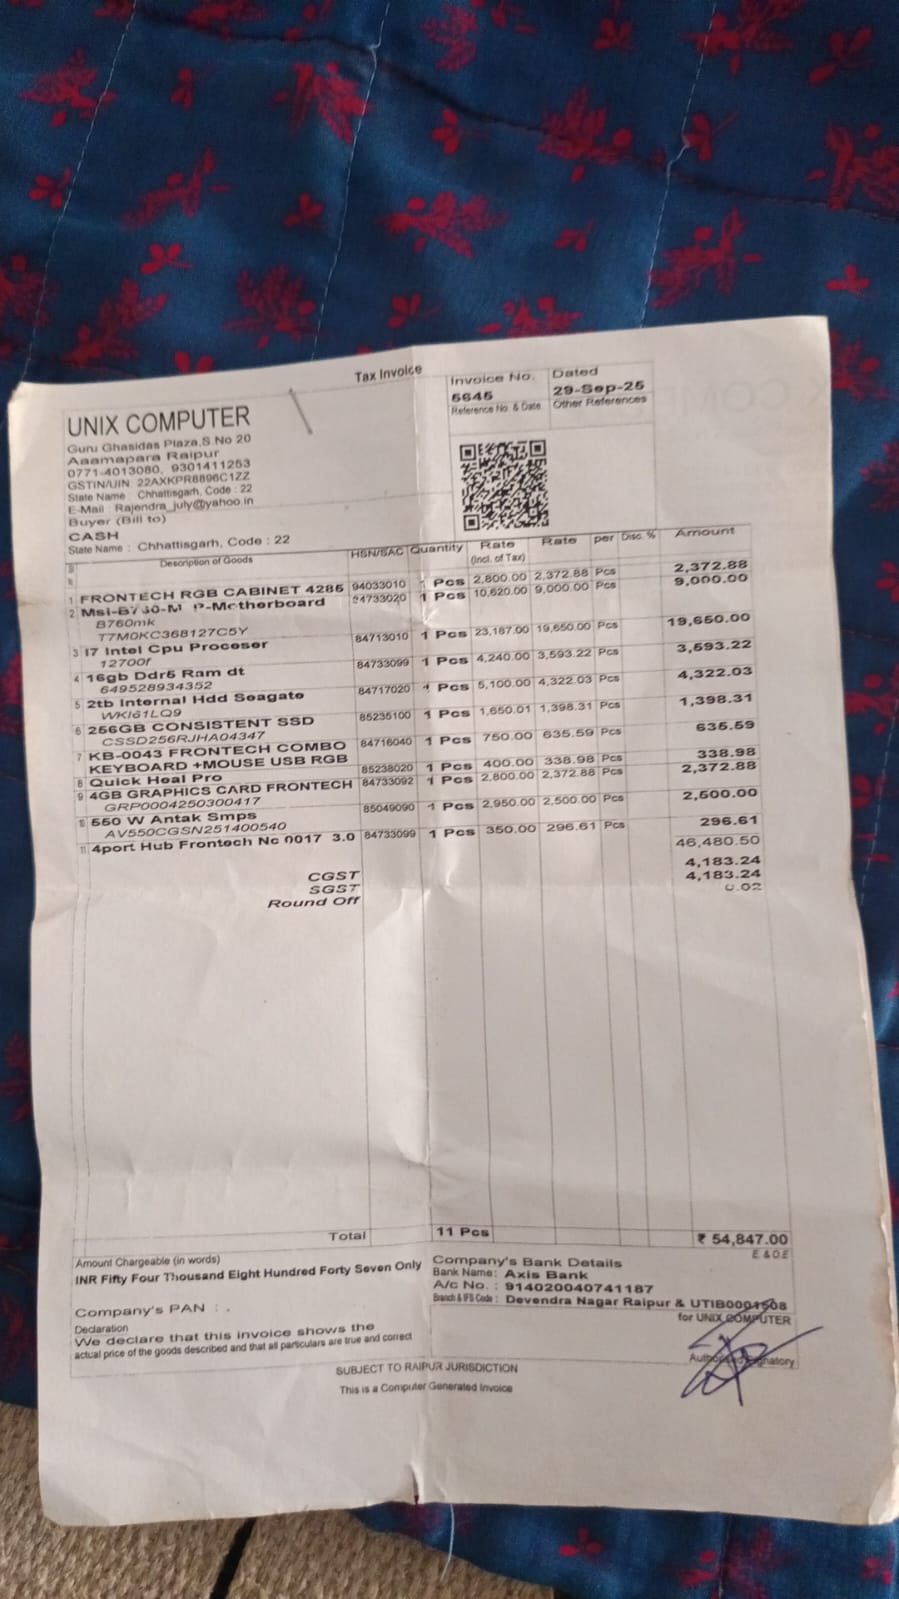 Tax Invoice
UNIX COMPUTER
Guru Ghasidas Plaza,S.No 20
Aaamapara Raipur
0771-4013080, 9301411253
GSTIN/UIN: 22AXKPR8896C1ZZ
State Name : Chhattisgarh, Code : 22
E-Mail : Rajendra_july@yahoo.in
Invoice No.
5645
Dated
29-Sep-25
Reference No. & Date.
Other References
Buyer (Bill to)
CASH
State Name : Chhattisgarh, Code : 22
Description of Goods HSN/SAC Quantity Rate (Incl. of Tax) Rate per Disc. % Amount
1 FRONTECH RGB CABINET 4285 94033010 1 Pcs 2,800.00 2,372.88 Pcs 2,372.88
2 Msi-B760-M P-Motherboard 84733020 1 Pcs 10,620.00 9,000.00 Pcs 9,000.00
B760mk
T7M0KC368127C5Y
3 I7 Intel Cpu Procesor 84713010 1 Pcs 23,187.00 19,650.00 Pcs 19,650.00
12700f
4 16gb Ddr5 Ram dt 84733099 1 Pcs 4,240.00 3,593.22 Pcs 3,593.22
649528934352
5 2tb Internal Hdd Seagate 84717020 1 Pcs 5,100.00 4,322.03 Pcs 4,322.03
WKI61LQ9
6 256GB CONSISTENT SSD 85235100 1 Pcs 1,650.01 1,398.31 Pcs 1,398.31
CSSD256RJHA04347
7 KB-0043 FRONTECH COMBO 84716040 1 Pcs 750.00 635.59 Pcs 635.59
KEYBOARD +MOUSE USB RGB
8 Quick Heal Pro 85238020 1 Pcs 400.00 338.98 Pcs 338.98
9 4GB GRAPHICS CARD FRONTECH 84733092 1 Pcs 2,800.00 2,372.88 Pcs 2,372.88
GRP0004250300417
10 550 W Antak Smps 85049090 1 Pcs 2,950.00 2,500.00 Pcs 2,500.00
AV550CGSN251400540
11 4port Hub Frontech Nc 0017 3.0 84733099 1 Pcs 350.00 296.61 Pcs 296.61
46,480.50
CGST 4,183.24
SGST 4,183.24
Round Off 0.02
Total 11 Pcs ₹ 54,847.00
Amount Chargeable (in words) E & O.E
INR Fifty Four Thousand Eight Hundred Forty Seven Only
Company's Bank Details
Bank Name: Axis Bank
A/c No. : 914020040741187
Branch & IFS Code : Devendra Nagar Raipur & UTIB0001508
Company's PAN : .
Declaration
We declare that this invoice shows the
actual price of the goods described and that all particulars are true and correct
for UNIX COMPUTER
Authorised Signatory
SUBJECT TO RAIPUR JURISDICTION
This is a Computer Generated Invoice